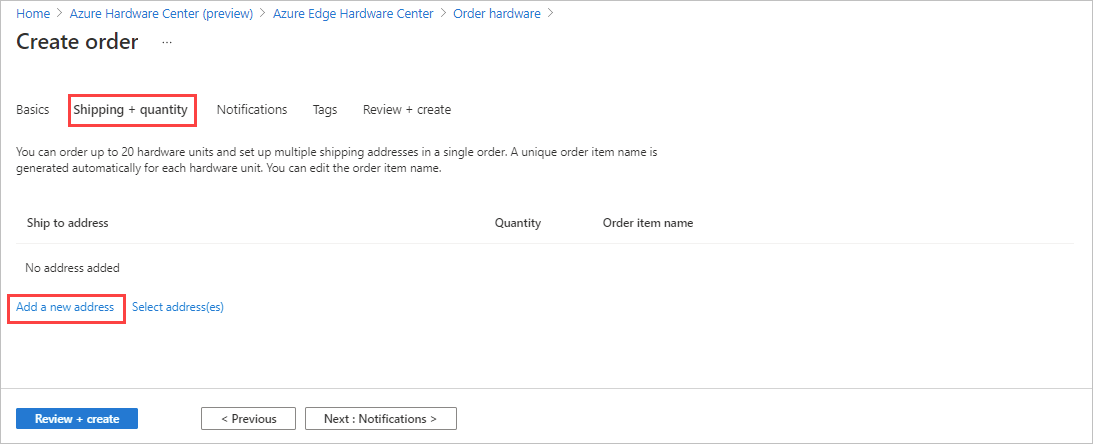 Home > Azure Hardware Center (preview) > Azure Edge Hardware Center > Order hardware >
Create order ...
Basics Shipping + quantity Notifications Tags Review + create
You can order up to 20 hardware units and set up multiple shipping addresses in a single order. A unique order item name is
generated automatically for each hardware unit. You can edit the order item name.
Ship to address Quantity Order item name
No address added
Add a new address Select address(es)
Review + create < Previous Next : Notifications >